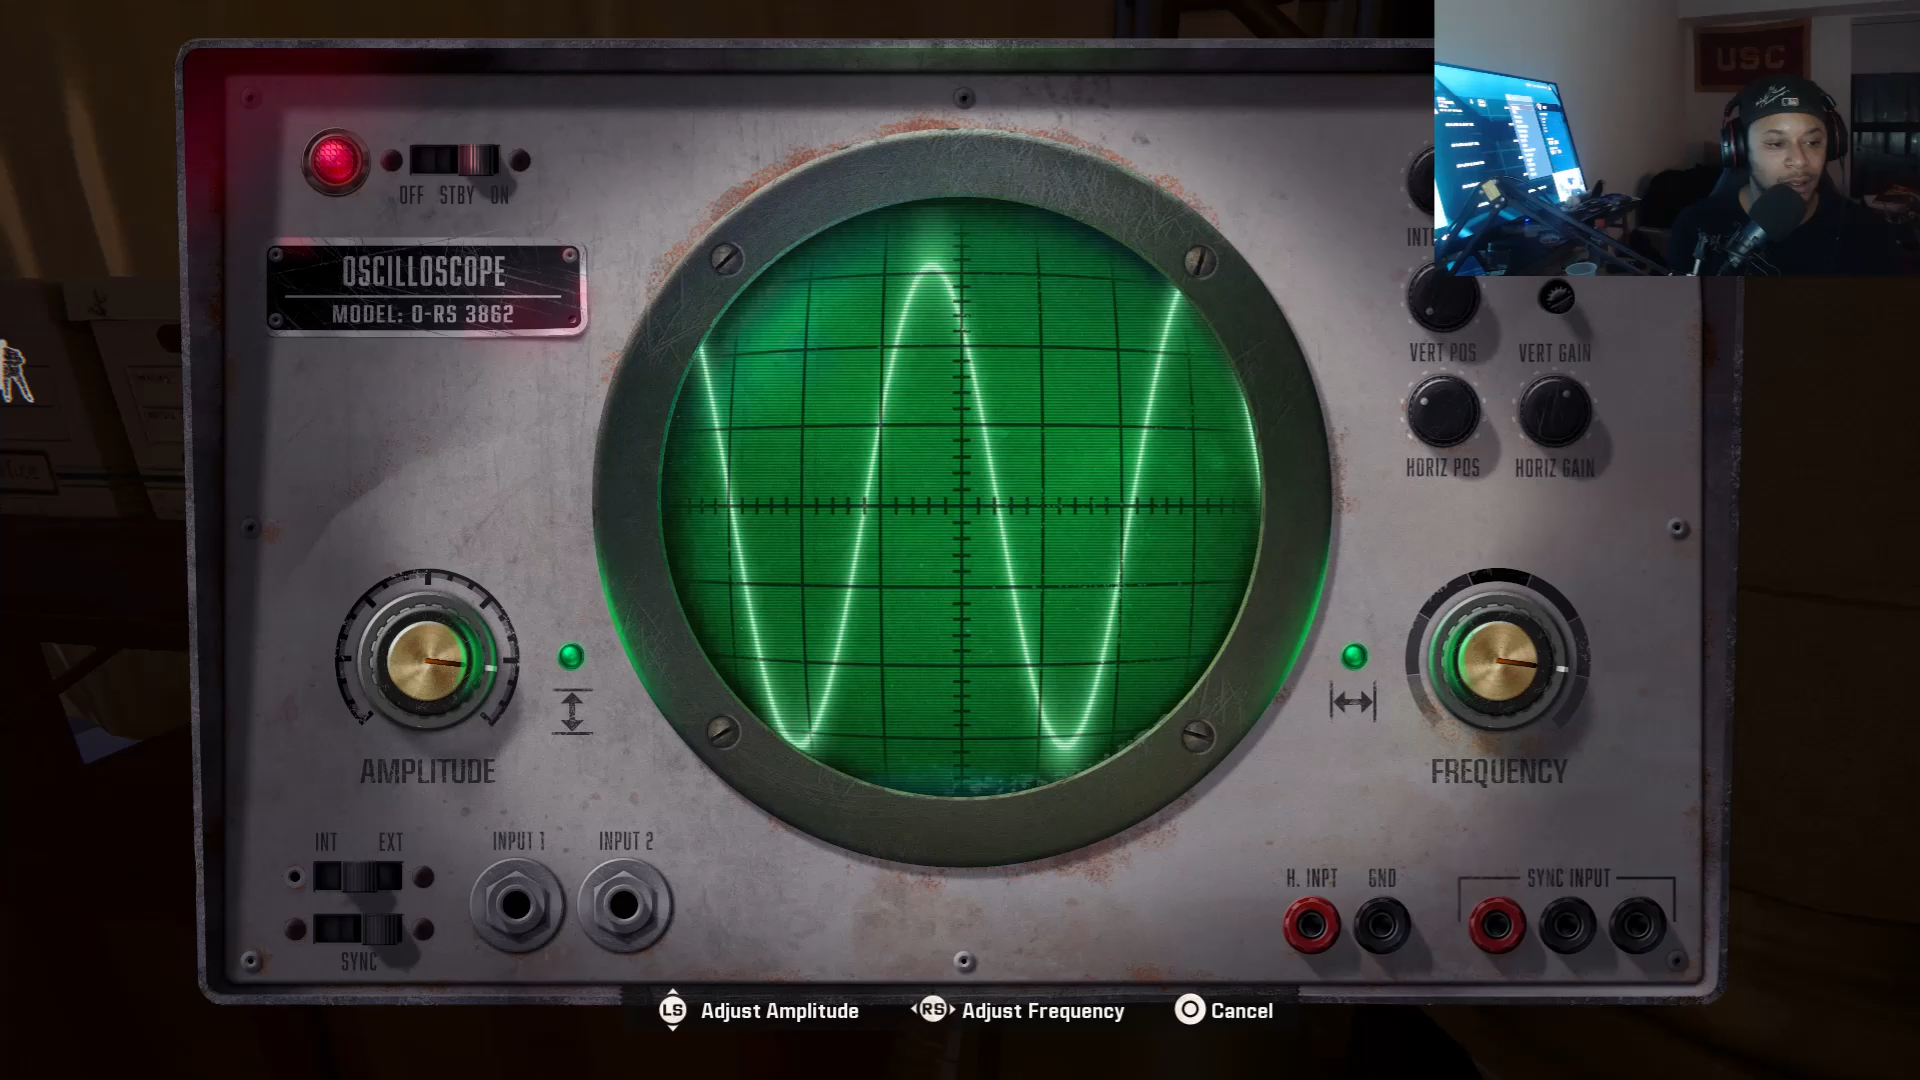 USC
OFF STBY ON
OSCILLOSCOPE
MODEL: O-RS 3862
VERT POS VERT GAIN
HORIZ POS HORIZ GAIN
AMPLITUDE
FREQUENCY
INT EXT
INPUT 1 INPUT 2
SYNC
H. INPT GND
SYNC INPUT
LS Adjust Amplitude RS Adjust Frequency Cancel